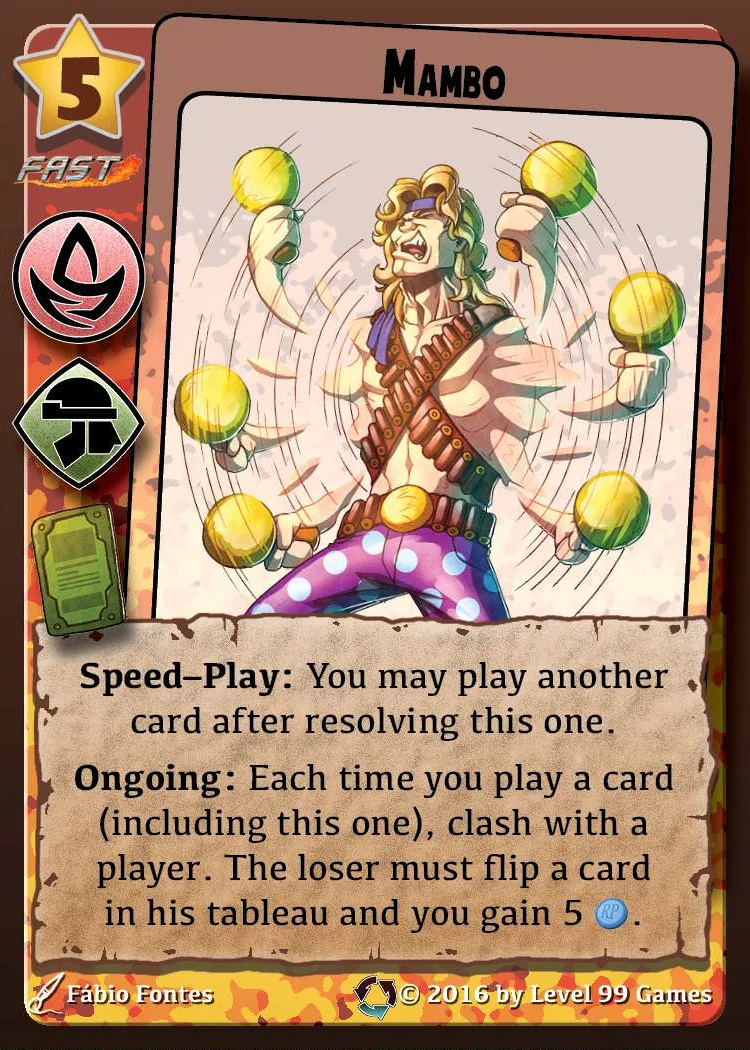 5
FAST
MAMBO
Speed–Play: You may play another
card after resolving this one.
Ongoing: Each time you play a card
(including this one), clash with a
player. The loser must flip a card
in his tableau and you gain 5 RP.
Fábio Fontes
© 2016 by Level 99 Games